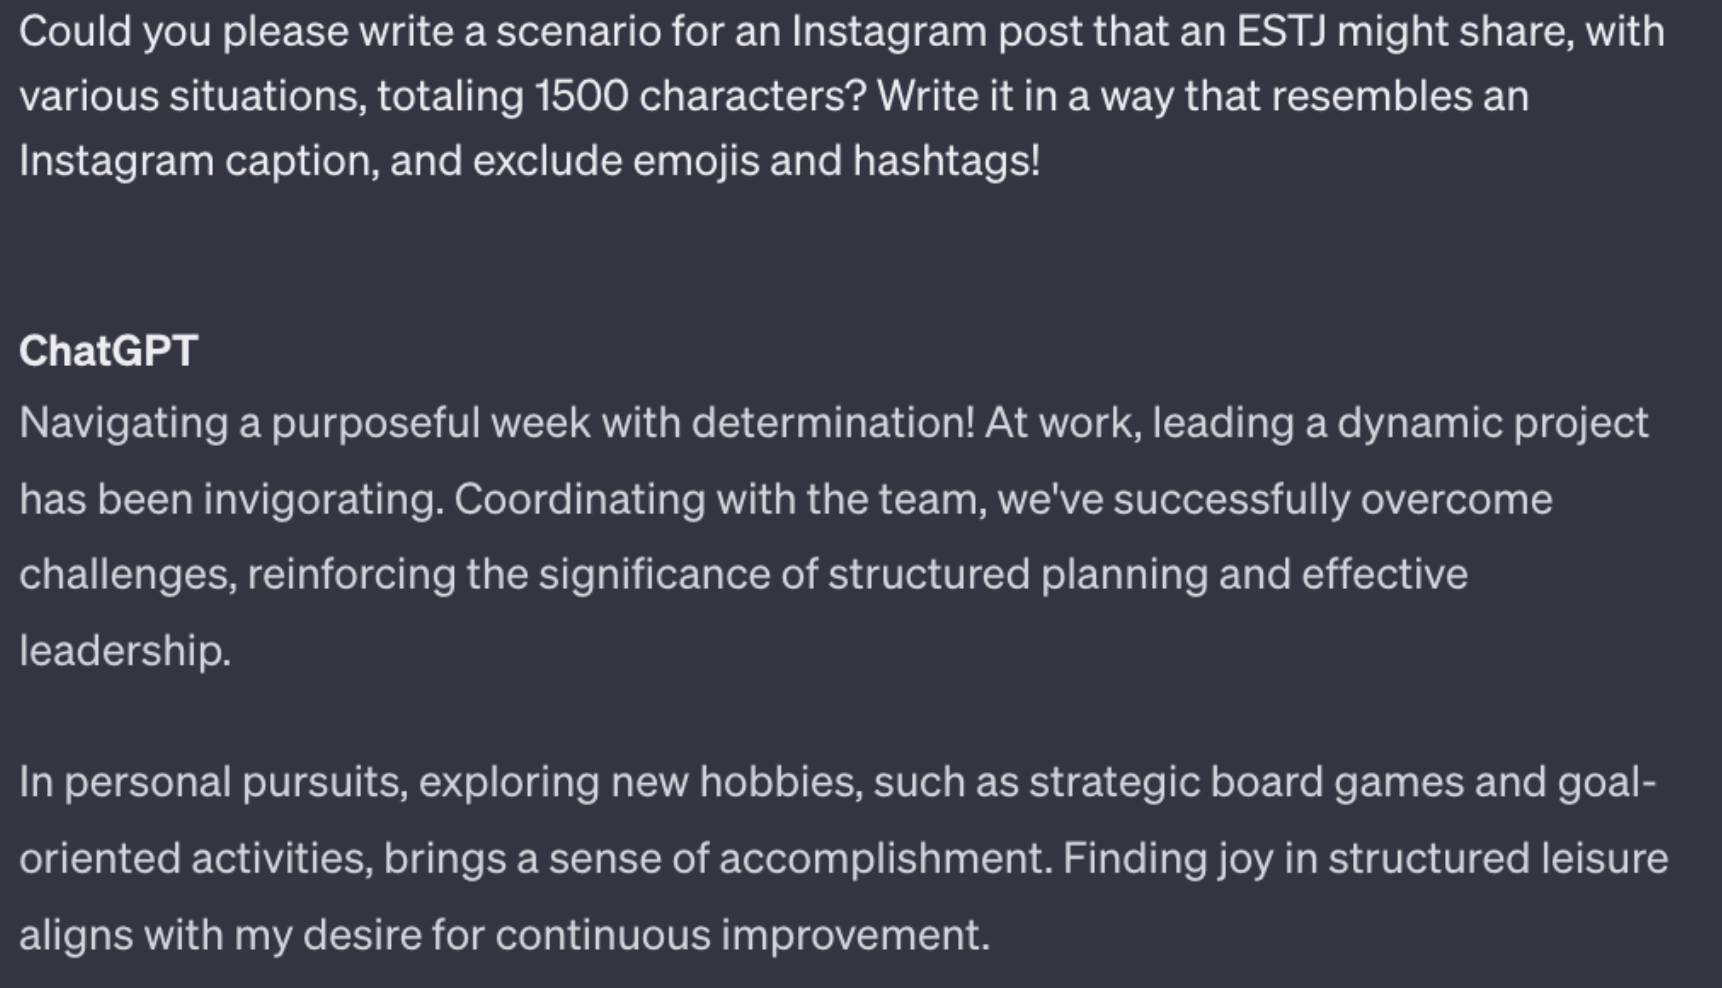 Could you please write a scenario for an Instagram post that an ESTJ might share, with
various situations, totaling 1500 characters? Write it in a way that resembles an
Instagram caption, and exclude emojis and hashtags!
ChatGPT
Navigating a purposeful week with determination! At work, leading a dynamic project
has been invigorating. Coordinating with the team, we've successfully overcome
challenges, reinforcing the significance of structured planning and effective
leadership.
In personal pursuits, exploring new hobbies, such as strategic board games and goal-
oriented activities, brings a sense of accomplishment. Finding joy in structured leisure
aligns with my desire for continuous improvement.